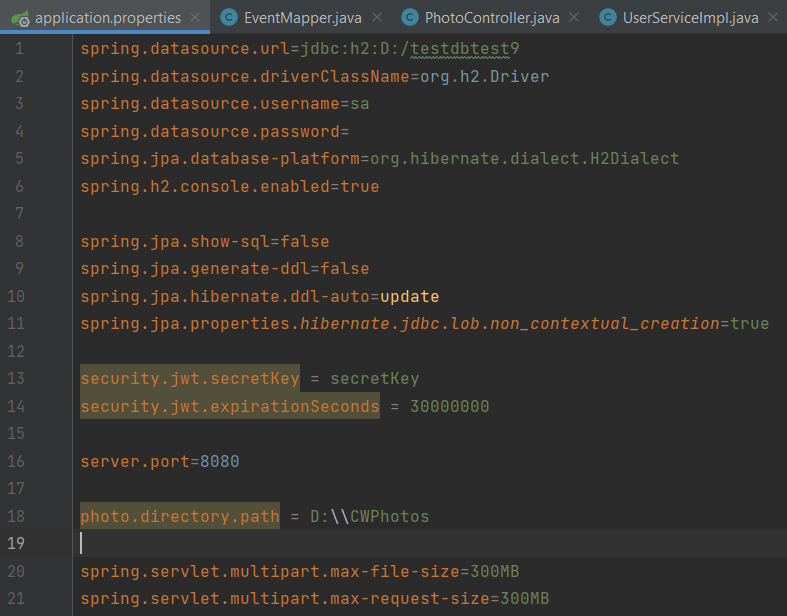 application.properties EventMapper.java PhotoController.java UserServiceImpl.java
1 spring.datasource.url=jdbc:h2:D:/testdbtest9
2 spring.datasource.driverClassName=org.h2.Driver
3 spring.datasource.username=sa
4 spring.datasource.password=
5 spring.jpa.database-platform=org.hibernate.dialect.H2Dialect
6 spring.h2.console.enabled=true
7
8 spring.jpa.show-sql=false
9 spring.jpa.generate-ddl=false
10 spring.jpa.hibernate.ddl-auto=update
11 spring.jpa.properties.hibernate.jdbc.lob.non_contextual_creation=true
12
13 security.jwt.secretKey = secretKey
14 security.jwt.expirationSeconds = 30000000
15
16 server.port=8080
17
18 photo.directory.path = D:\\CWPhotos
19
20 spring.servlet.multipart.max-file-size=300MB
21 spring.servlet.multipart.max-request-size=300MB